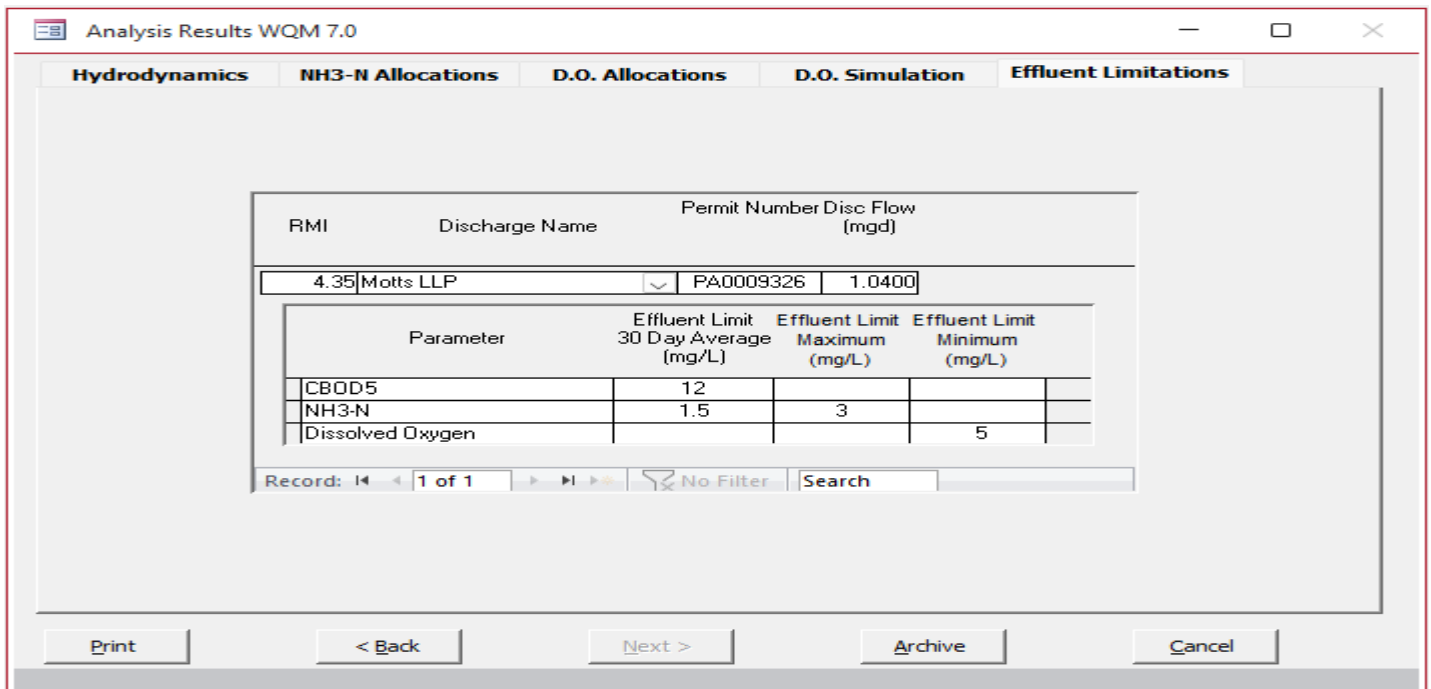 Analysis Results WQM 7.0
Hydrodynamics NH3-N Allocations D.O. Allocations D.O. Simulation Effluent Limitations
RMI Discharge Name Permit Number Disc Flow
(mgd)
4.35 Motts LLP PA0009326 1.0400
Parameter Effluent Limit 30 Day Average (mg/L) Effluent Limit Maximum (mg/L) Effluent Limit Minimum (mg/L)
CBOD5 12
NH3-N 1.5 3
Dissolved Oxygen 5
Record: 1 of 1 No Filter Search
Print < Back Next > Archive Cancel